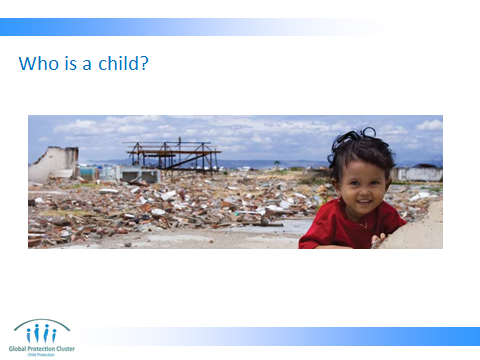 Who is a child?
Global Protection Cluster
Child Protection